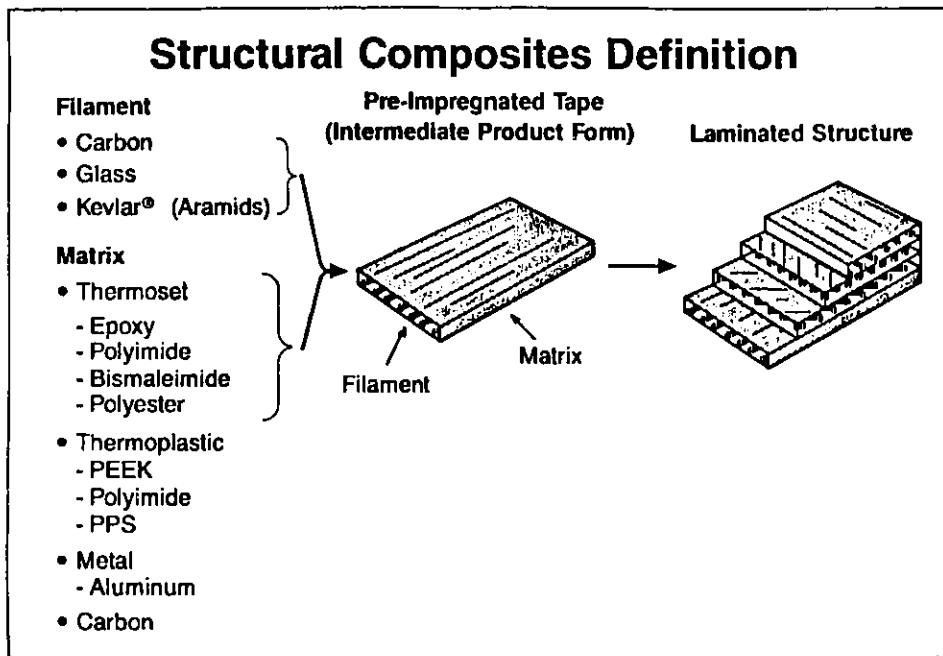 Structural Composites Definition
Filament
• Carbon
• Glass
• Kevlar® (Aramids)
Matrix
• Thermoset
- Epoxy
- Polyimide
- Bismaleimide
- Polyester
• Thermoplastic
- PEEK
- Polyimide
- PPS
• Metal
- Aluminum
• Carbon
Pre-Impregnated Tape
(Intermediate Product Form)
Filament
Matrix
Laminated Structure